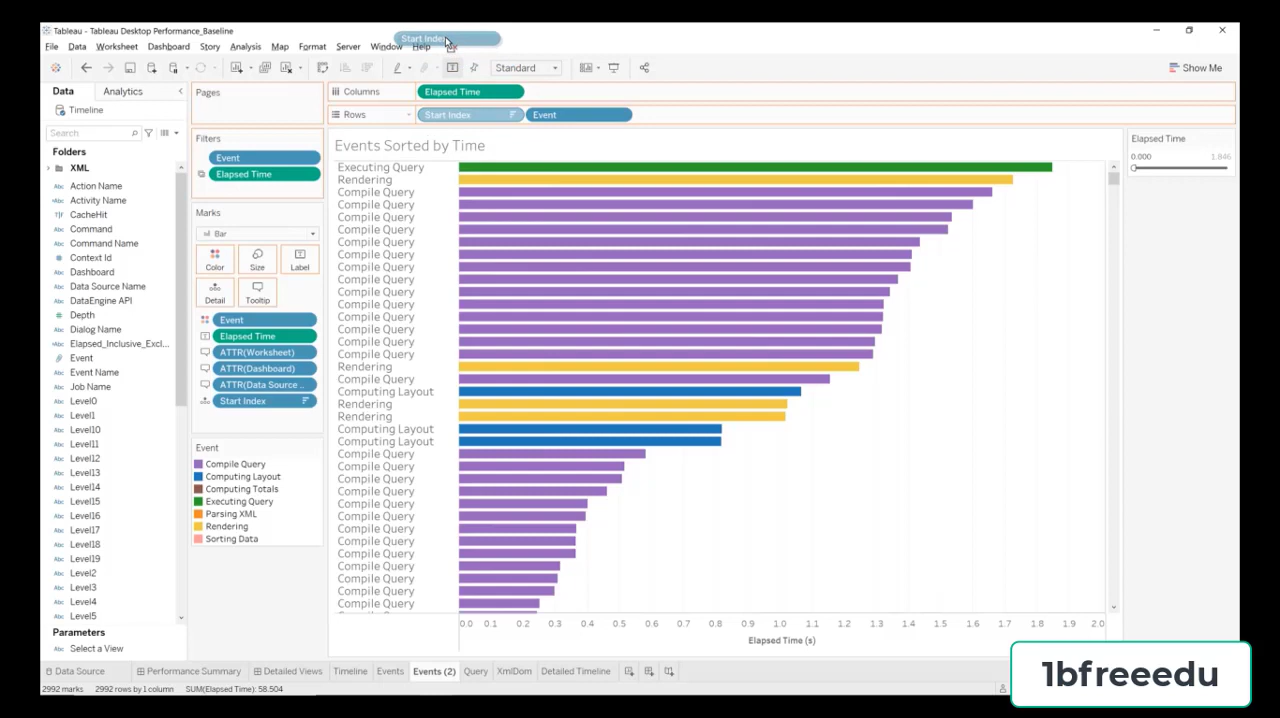 Tableau - Tableau Desktop Performance_Baseline
Start Index
File Data Worksheet Dashboard Story Analysis Map Format Server Window Help
Standard
Show Me
Data Analytics
Timeline
Search
Folders
XML
Action Name
Activity Name
CacheHit
Command
Command Name
Context Id
Dashboard
Data Source Name
DataEngine API
Depth
Dialog Name
Elapsed_Inclusive_Excl...
Event
Event Name
Job Name
Level0
Level1
Level10
Level11
Level12
Level13
Level14
Level15
Level16
Level17
Level18
Level19
Level2
Level3
Level4
Level5
Parameters
Select a View
Pages
Filters
Event
Elapsed Time
Marks
Bar
Color Size Label
Detail Tooltip
Event
Elapsed Time
ATTR(Worksheet)
ATTR(Dashboard)
ATTR(Data Source ..
Start Index
Event
Compile Query
Computing Layout
Computing Totals
Executing Query
Parsing XML
Rendering
Sorting Data
Columns Elapsed Time
Rows Start Index Event
Events Sorted by Time
Executing Query
Rendering
Compile Query
Compile Query
Compile Query
Compile Query
Compile Query
Compile Query
Compile Query
Compile Query
Compile Query
Compile Query
Compile Query
Compile Query
Compile Query
Compile Query
Rendering
Compile Query
Computing Layout
Rendering
Rendering
Computing Layout
Computing Layout
Compile Query
Compile Query
Compile Query
Compile Query
Compile Query
Compile Query
Compile Query
Compile Query
Compile Query
Compile Query
Compile Query
Compile Query
Compile Query
0.0 0.1 0.2 0.3 0.4 0.5 0.6 0.7 0.8 0.9 1.0 1.1 1.2 1.3 1.4 1.5 1.6 1.7 1.8 1.9 2.0
Elapsed Time (s)
Elapsed Time
0.000 1.846
Data Source Performance Summary Detailed Views Timeline Events Events (2) Query XmlDom Detailed Timeline
2992 marks 2992 rows by 1 column SUM(Elapsed Time): 58.504
1bfreeedu